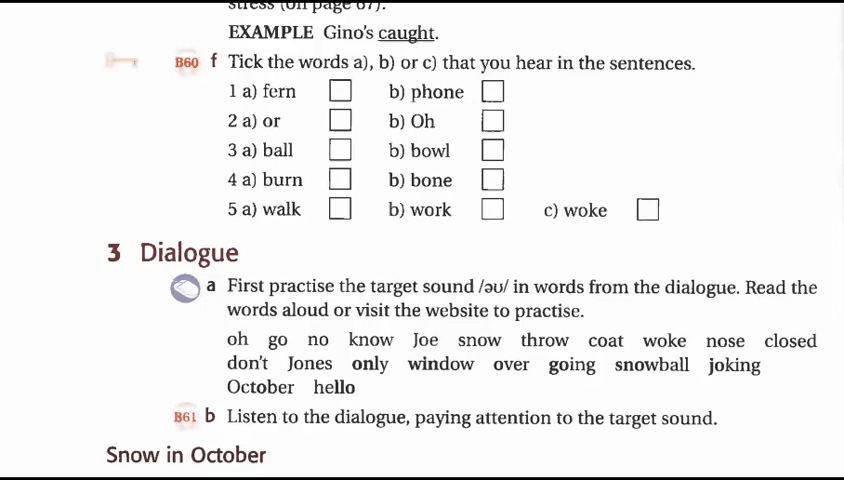 stress (on page 67).
EXAMPLE Gino's caught.
B60 f Tick the words a), b) or c) that you hear in the sentences.
1 a) fern b) phone
2 a) or b) Oh
3 a) ball b) bowl
4 a) burn b) bone
5 a) walk b) work c) woke
3 Dialogue
a First practise the target sound /əʊ/ in words from the dialogue. Read the
words aloud or visit the website to practise.
oh go no know Joe snow throw coat woke nose closed
don't Jones only window over going snowball joking
October hello
B61 b Listen to the dialogue, paying attention to the target sound.
Snow in October